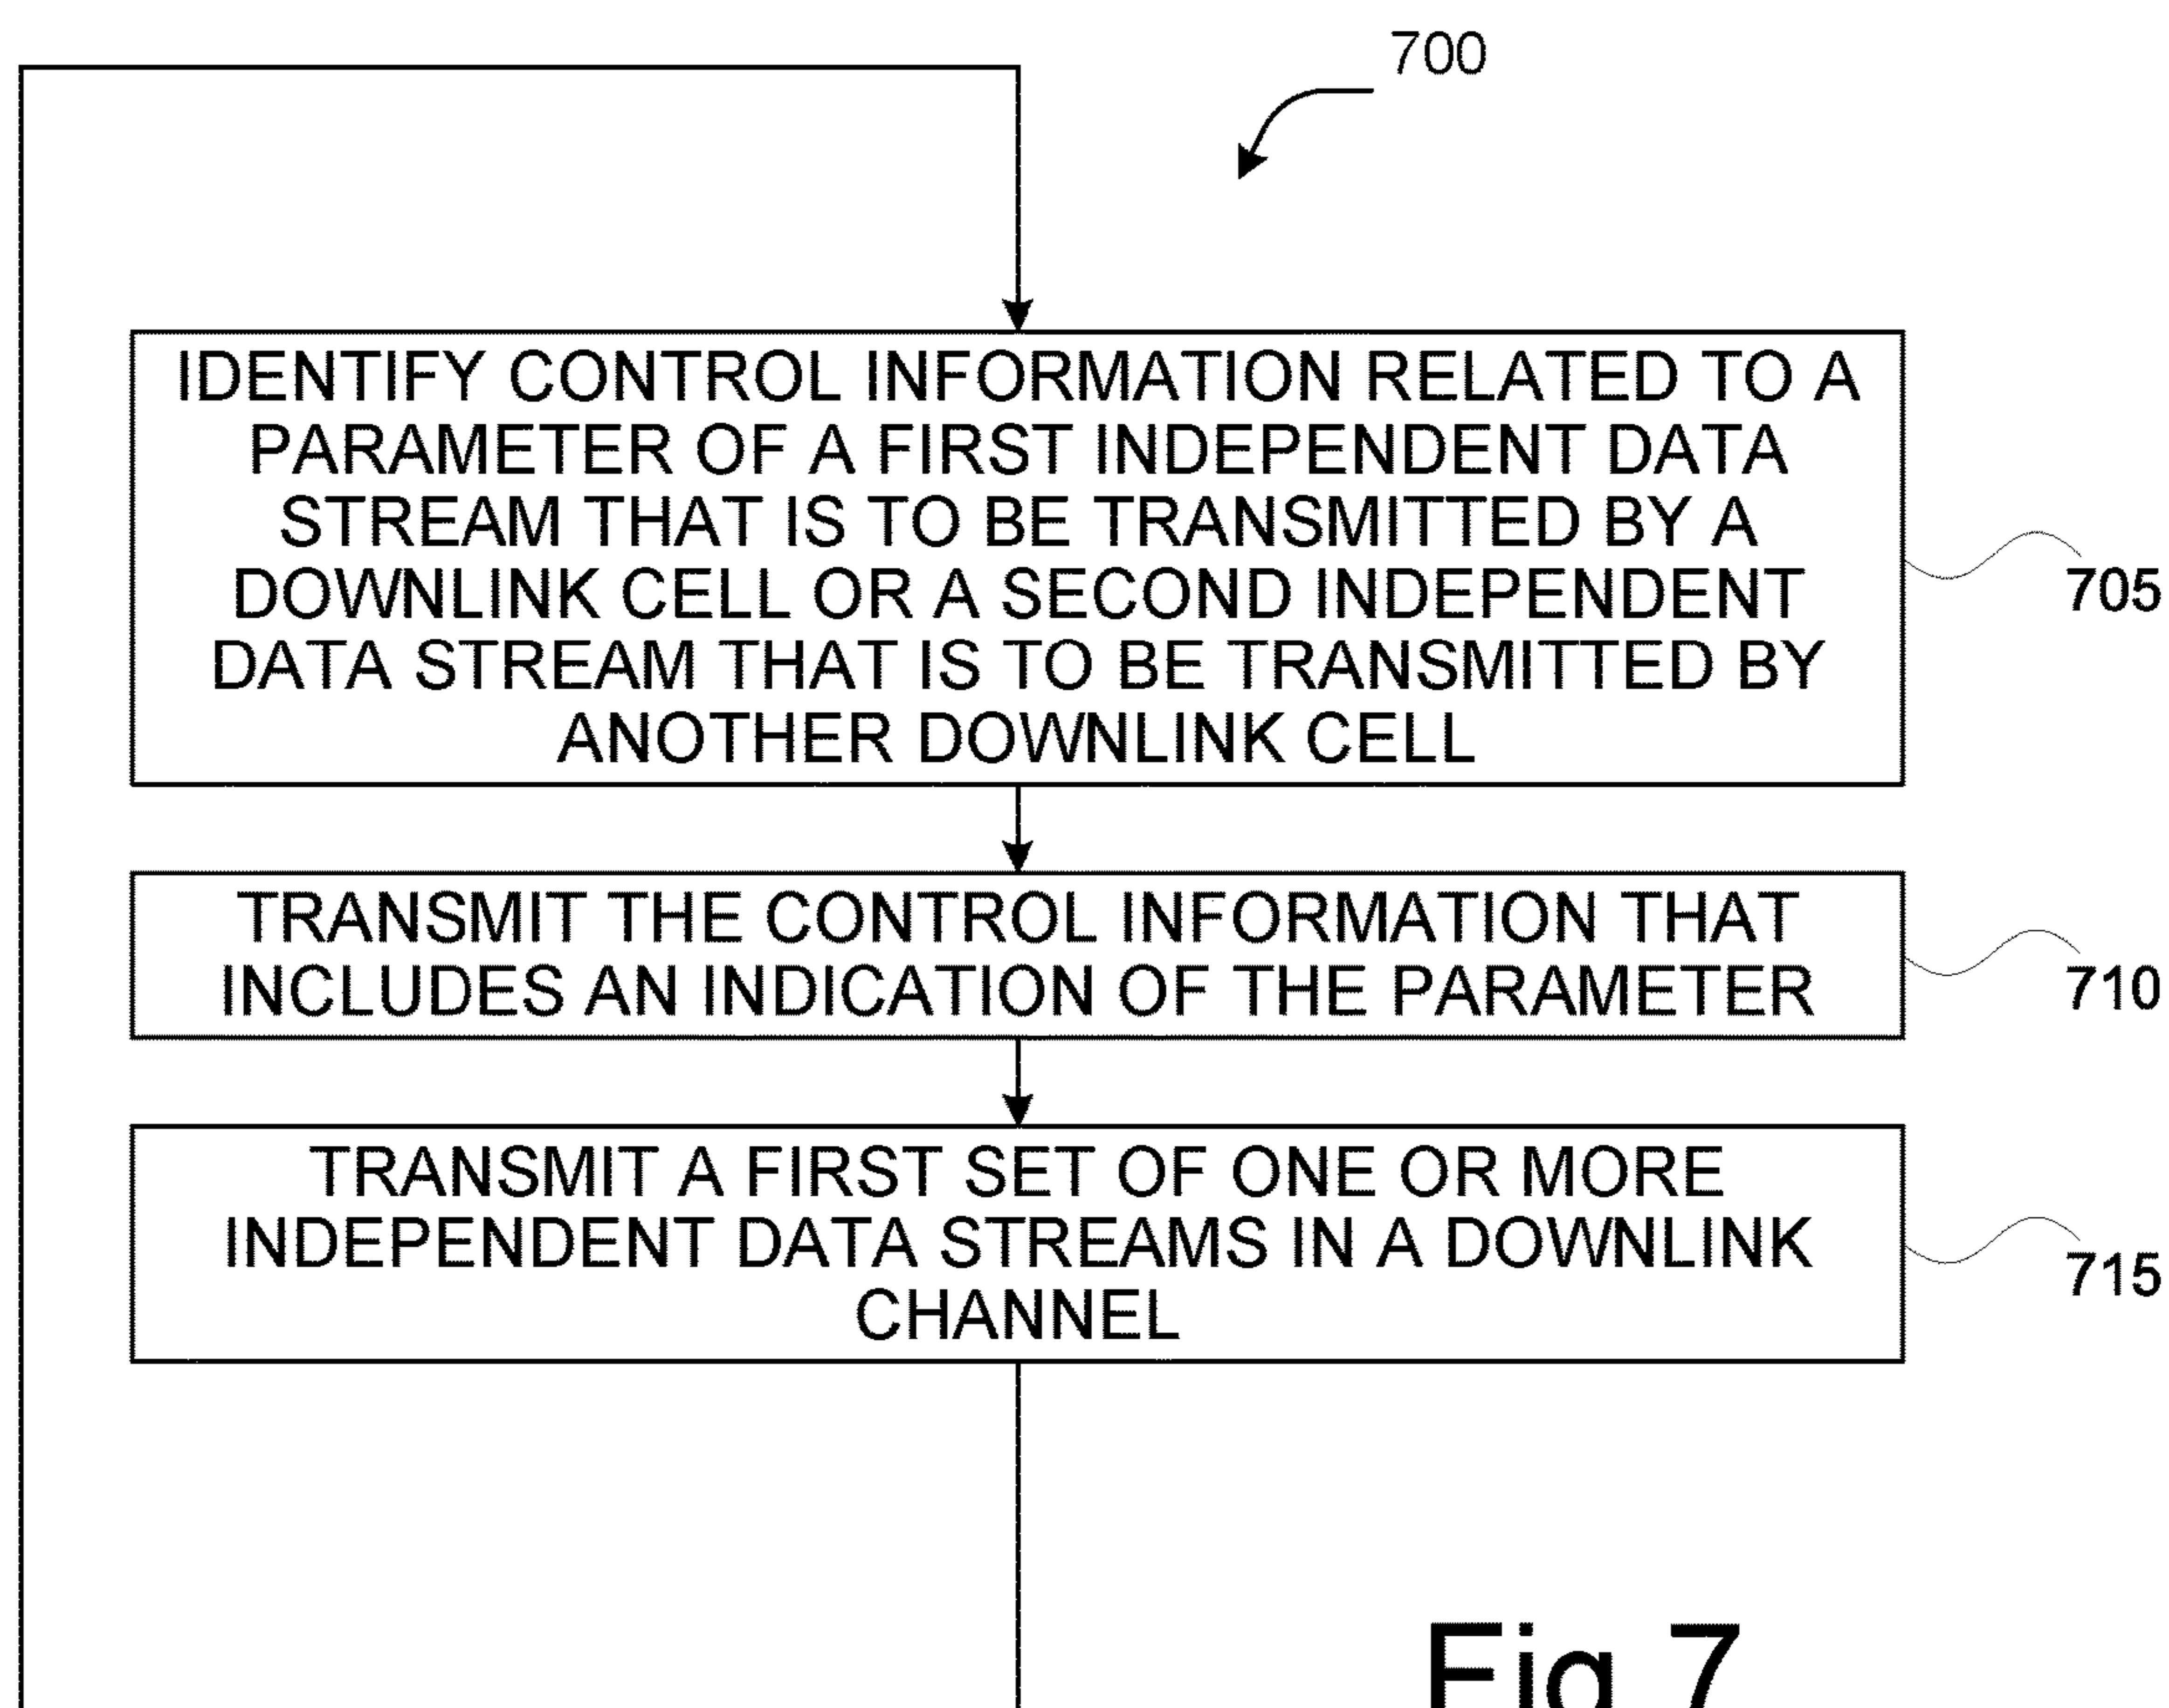 700
IDENTIFY CONTROL INFORMATION RELATED TO A
PARAMETER OF A FIRST INDEPENDENT DATA
STREAM THAT IS TO BE TRANSMITTED BY A
DOWNLINK CELL OR A SECOND INDEPENDENT
DATA STREAM THAT IS TO BE TRANSMITTED BY
ANOTHER DOWNLINK CELL
705
TRANSMIT THE CONTROL INFORMATION THAT
INCLUDES AN INDICATION OF THE PARAMETER
710
TRANSMIT A FIRST SET OF ONE OR MORE
INDEPENDENT DATA STREAMS IN A DOWNLINK
CHANNEL
715
Fig 7